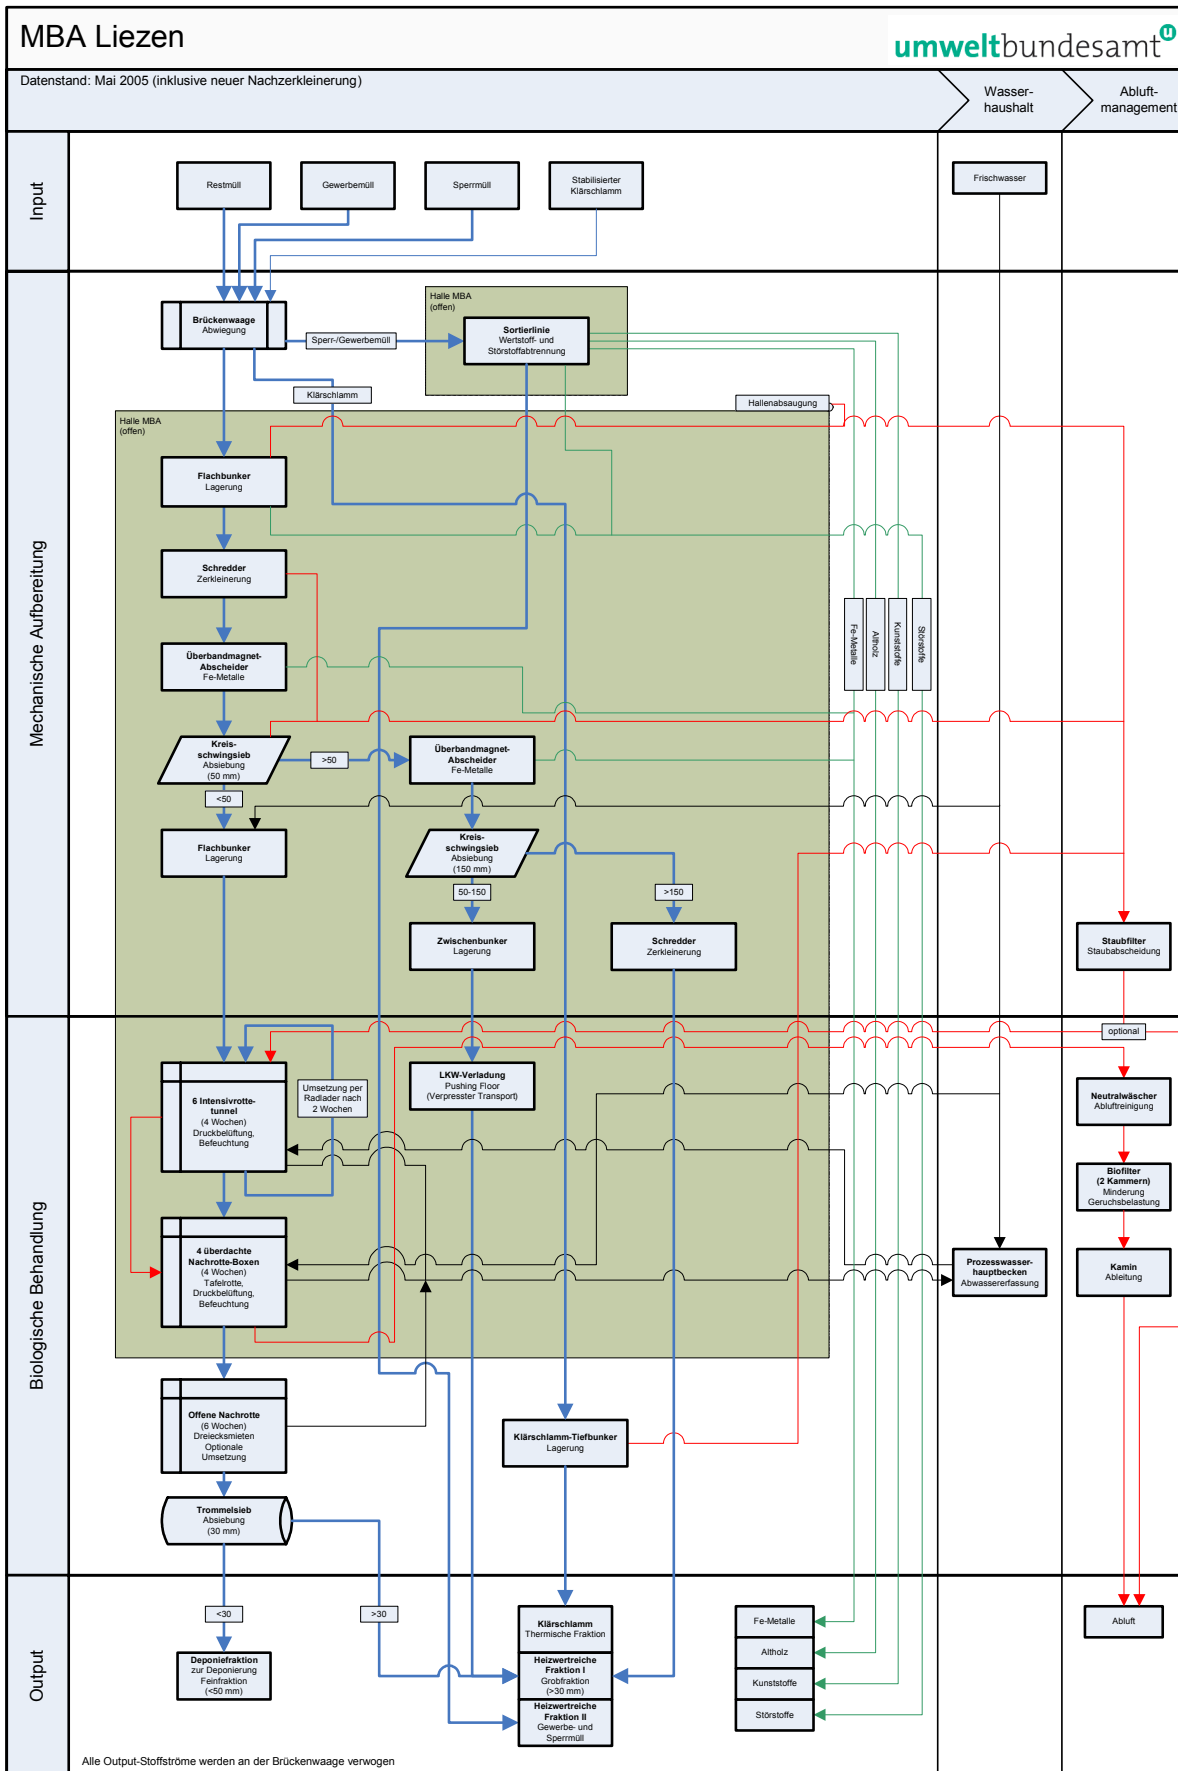 MBA Liezen
umweltbundesamt
Datenstand: Mai 2005 (inklusive neuer Nachzerkleinerung)
Wasser-
haushalt
Abluft-
management
Input
Restmüll
Gewerbemüll
Sperrmüll
Stabilisierter
Klärschlamm
Frischwasser
Mechanische Aufbereitung
Brückenwaage
Abwiegung
Sperr-/Gewerbemüll
Halle MBA
(offen)
Sortierlinie
Wertstoff- und
Störstoffabtrennung
Klärschlamm
Hallenabsaugung
Halle MBA
(offen)
Flachbunker
Lagerung
Schredder
Zerkleinerung
Fe-Metalle
Altholz
Kunststoffe
Störstoffe
Überbandmagnet-
Abscheider
Fe-Metalle
Kreis-
schwingsieb
Absiebung
(50 mm)
>50
Überbandmagnet-
Abscheider
Fe-Metalle
<50
Flachbunker
Lagerung
Kreis-
schwingsieb
Absiebung
(150 mm)
50-150
>150
Zwischenbunker
Lagerung
Schredder
Zerkleinerung
Staubfilter
Staubabscheidung
Biologische Behandlung
optional
6 Intensivrotte-
tunnel
(4 Wochen)
Druckbelüftung,
Befeuchtung
Umsetzung per
Radlader nach
2 Wochen
LKW-Verladung
Pushing Floor
(Verpresster Transport)
Neutralwäscher
Abluftreinigung
Biofilter
(2 Kammern)
Minderung
Geruchsbelastung
4 überdachte
Nachrotte-Boxen
(4 Wochen)
Tafelrotte,
Druckbelüftung,
Befeuchtung
Prozesswasser-
hauptbecken
Abwassererfassung
Kamin
Ableitung
Offene Nachrotte
(6 Wochen)
Dreiecksmieten
Optionale
Umsetzung
Klärschlamm-Tiefbunker
Lagerung
Trommelsieb
Absiebung
(30 mm)
Output
<30
>30
Deponiefraktion
zur Deponierung
Feinfraktion
(<50 mm)
Klärschlamm
Thermische Fraktion
Heizwertreiche
Fraktion I
Grobfraktion
(>30 mm)
Heizwertreiche
Fraktion II
Gewerbe- und
Sperrmüll
Fe-Metalle
Altholz
Kunststoffe
Störstoffe
Abluft
Alle Output-Stoffströme werden an der Brückenwaage verwogen